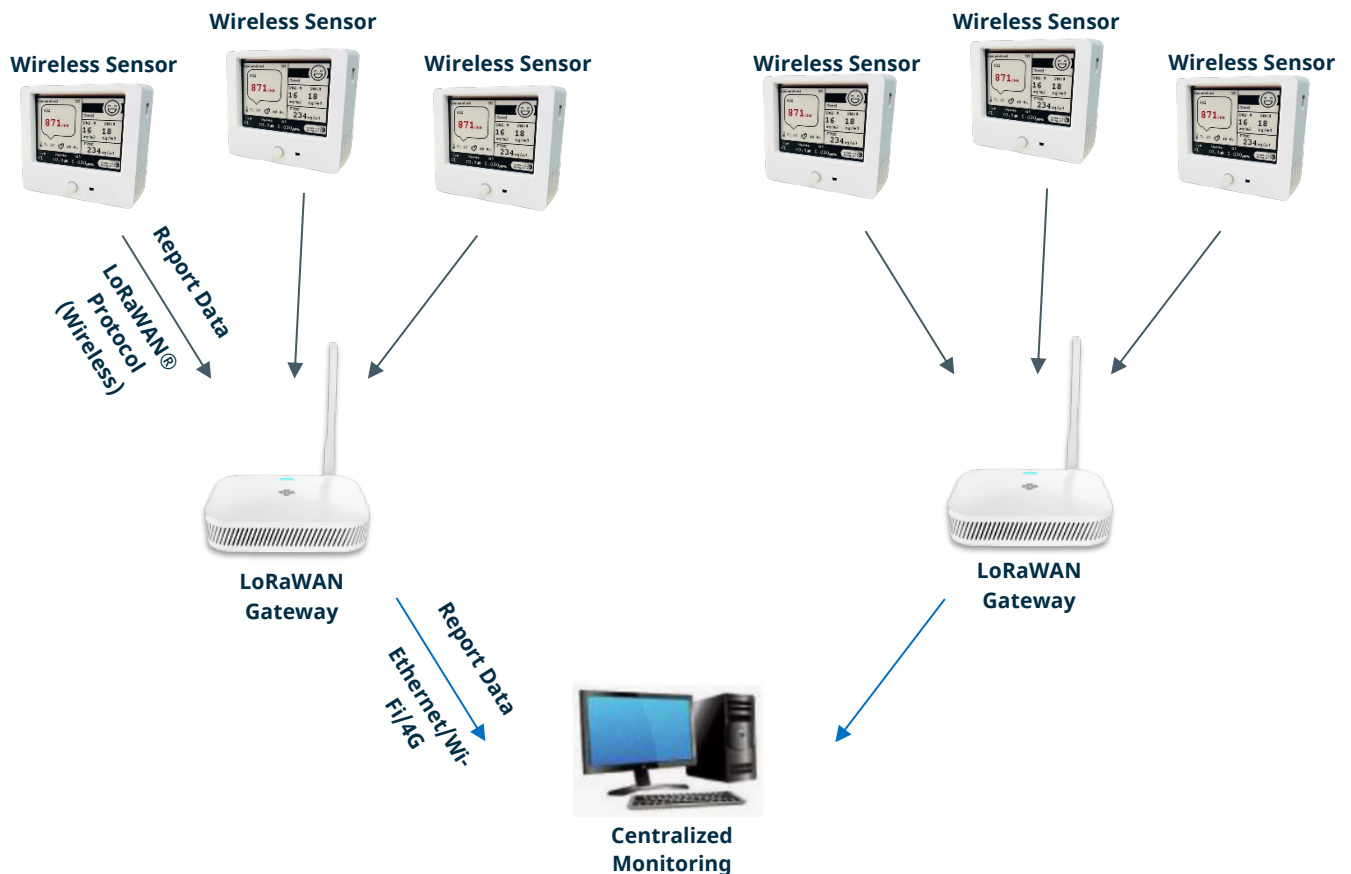 Wireless Sensor
Wireless Sensor
Wireless Sensor
Wireless Sensor
Wireless Sensor
Wireless Sensor
871
16 18
234
871
16 18
234
871
16 18
234
871
16 18
234
871
16 18
234
871
16 18
234
Report Data
LoRaWAN®
Protocol
(Wireless)
LoRaWAN
Gateway
LoRaWAN
Gateway
Report Data
Ethernet/Wi-
Fi/4G
Centralized
Monitoring